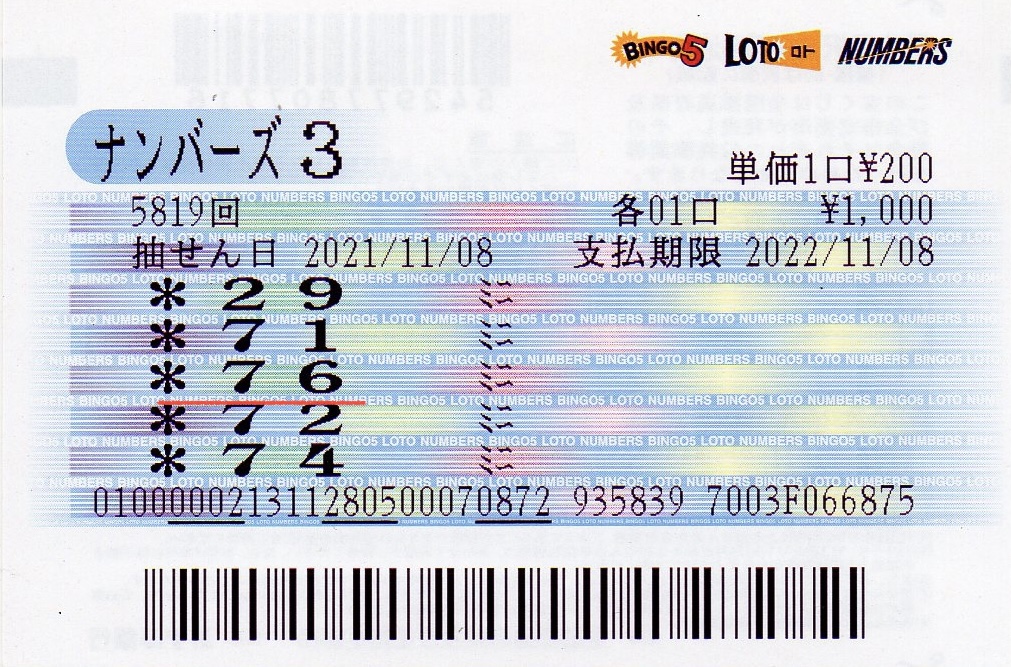 BINGO5 LOTO ロト NUMBERS
ナンバーズ3
単価1口¥200
5819回 各01口 ¥1,000
抽せん日 2021/11/08 支払期限 2022/11/08
*29
*71
*76
*72
*74
010000021311280500070872 935839 7003F066875